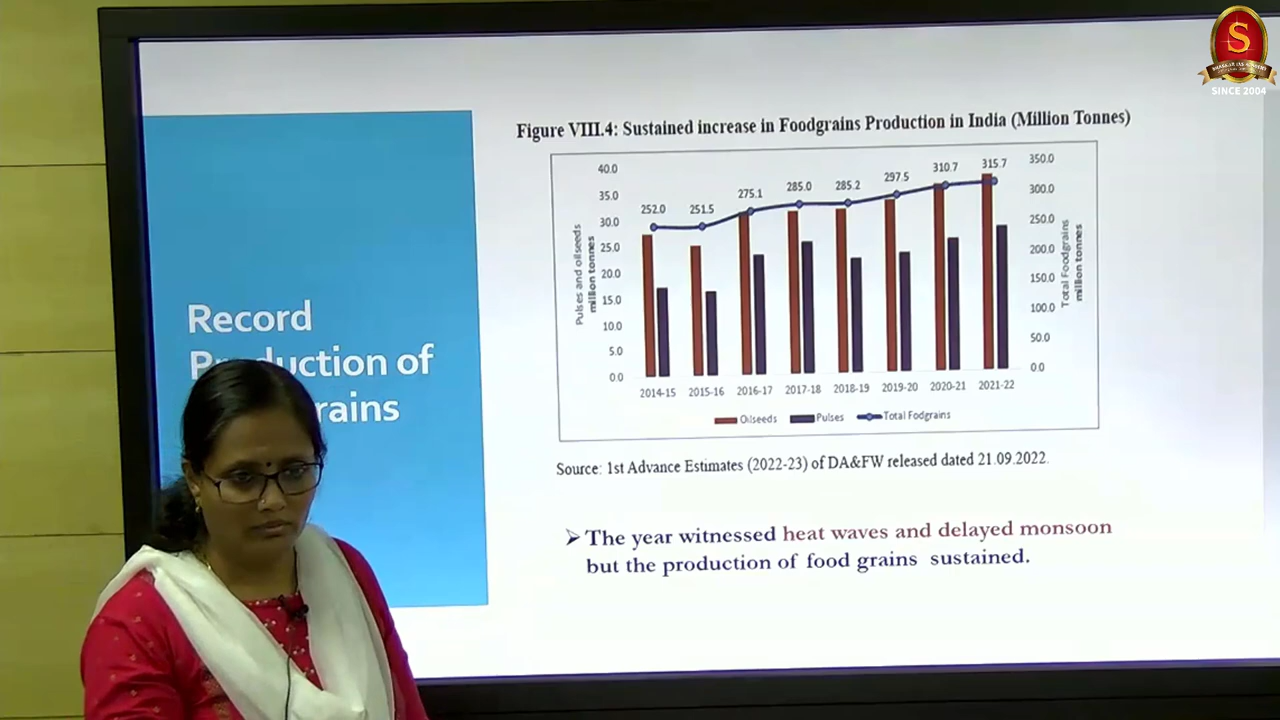 S
SHANKAR IAS ACADEMY
SINCE 2004
Record
Production of
rains
Figure VIII.4: Sustained increase in Foodgrains Production in India (Million Tonnes)
Pulses and oilseeds
million tonnes
40.0
35.0
30.0
25.0
20.0
15.0
10.0
5.0
0.0
252.0 251.5 275.1 285.0 285.2 297.5 310.7 315.7
350.0
300.0
250.0
200.0
150.0
100.0
50.0
0.0
Total Foodgrains
million tonnes
2014-15 2015-16 2016-17 2017-18 2018-19 2019-20 2020-21 2021-22
Oilseeds Pulses Total Fodgrains
Source: 1st Advance Estimates (2022-23) of DA&FW released dated 21.09.2022.
➢ The year witnessed heat waves and delayed monsoon
but the production of food grains sustained.